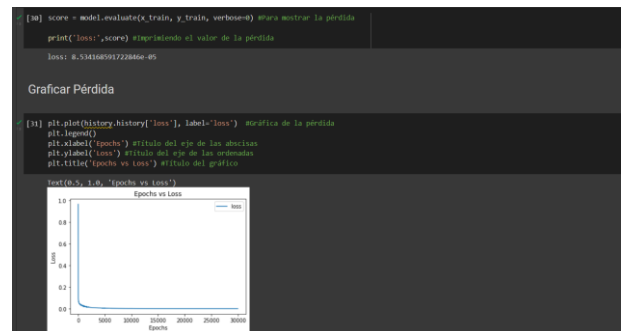 [30] score = model.evaluate(x_train, y_train, verbose=0) #Para mostrar la pérdida
print('loss:',score) #Imprimiendo el valor de la pérdida
loss: 8.534168591722846e-05
Graficar Pérdida
[31] plt.plot(history.history['loss'], label='loss') #Gráfica de la pérdida
plt.legend()
plt.xlabel('Epochs') #Título del eje de las abscisas
plt.ylabel('Loss') #Título del eje de las ordenadas
plt.title('Epochs vs Loss') #Título del gráfico
Text(0.5, 1.0, 'Epochs vs Loss')
Epochs vs Loss
loss
1.0
0.8
0.6
0.4
0.2
0.0
Loss
0 5000 10000 15000 20000 25000 30000
Epochs